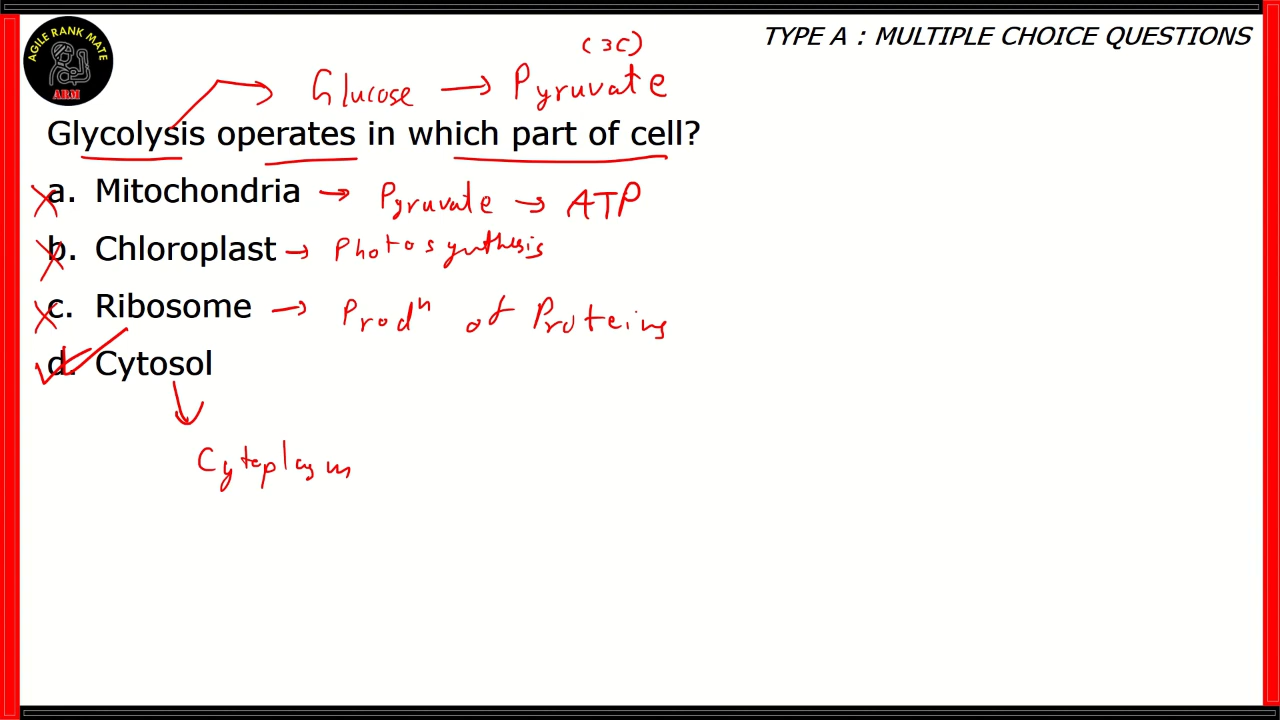 AGILE RANK MATE
ARM
TYPE A : MULTIPLE CHOICE QUESTIONS
(3C)
Glucose → Pyruvate
Glycolysis operates in which part of cell?
a. Mitochondria → Pyruvate → ATP
b. Chloroplast → Photosynthesis
c. Ribosome → Prodⁿ of Proteins
d. Cytosol
Cytoplasm